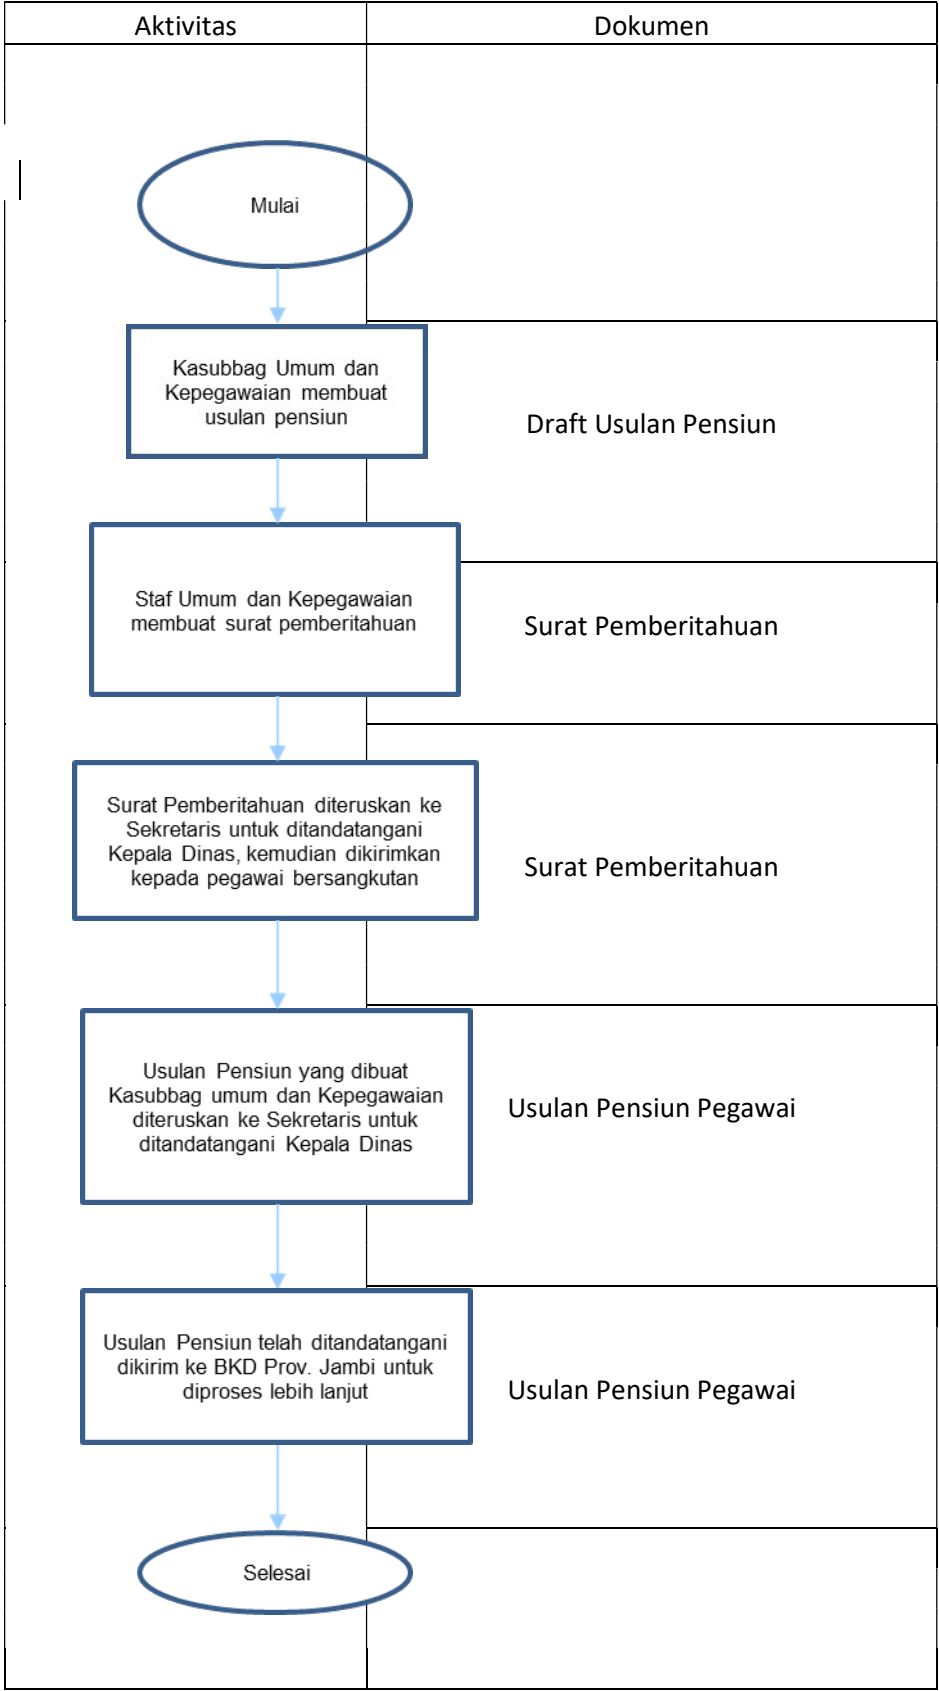 Aktivitas
Dokumen
Mulai
Kasubbag Umum dan
Kepegawaian membuat
usulan pensiun
Draft Usulan Pensiun
Staf Umum dan Kepegawaian
membuat surat pemberitahuan
Surat Pemberitahuan
Surat Pemberitahuan diteruskan ke
Sekretaris untuk ditandatangani
Kepala Dinas, kemudian dikirimkan
kepada pegawai bersangkutan
Surat Pemberitahuan
Usulan Pensiun yang dibuat
Kasubbag umum dan Kepegawaian
diteruskan ke Sekretaris untuk
ditandatangani Kepala Dinas
Usulan Pensiun Pegawai
Usulan Pensiun telah ditandatangani
dikirim ke BKD Prov. Jambi untuk
diproses lebih lanjut
Usulan Pensiun Pegawai
Selesai